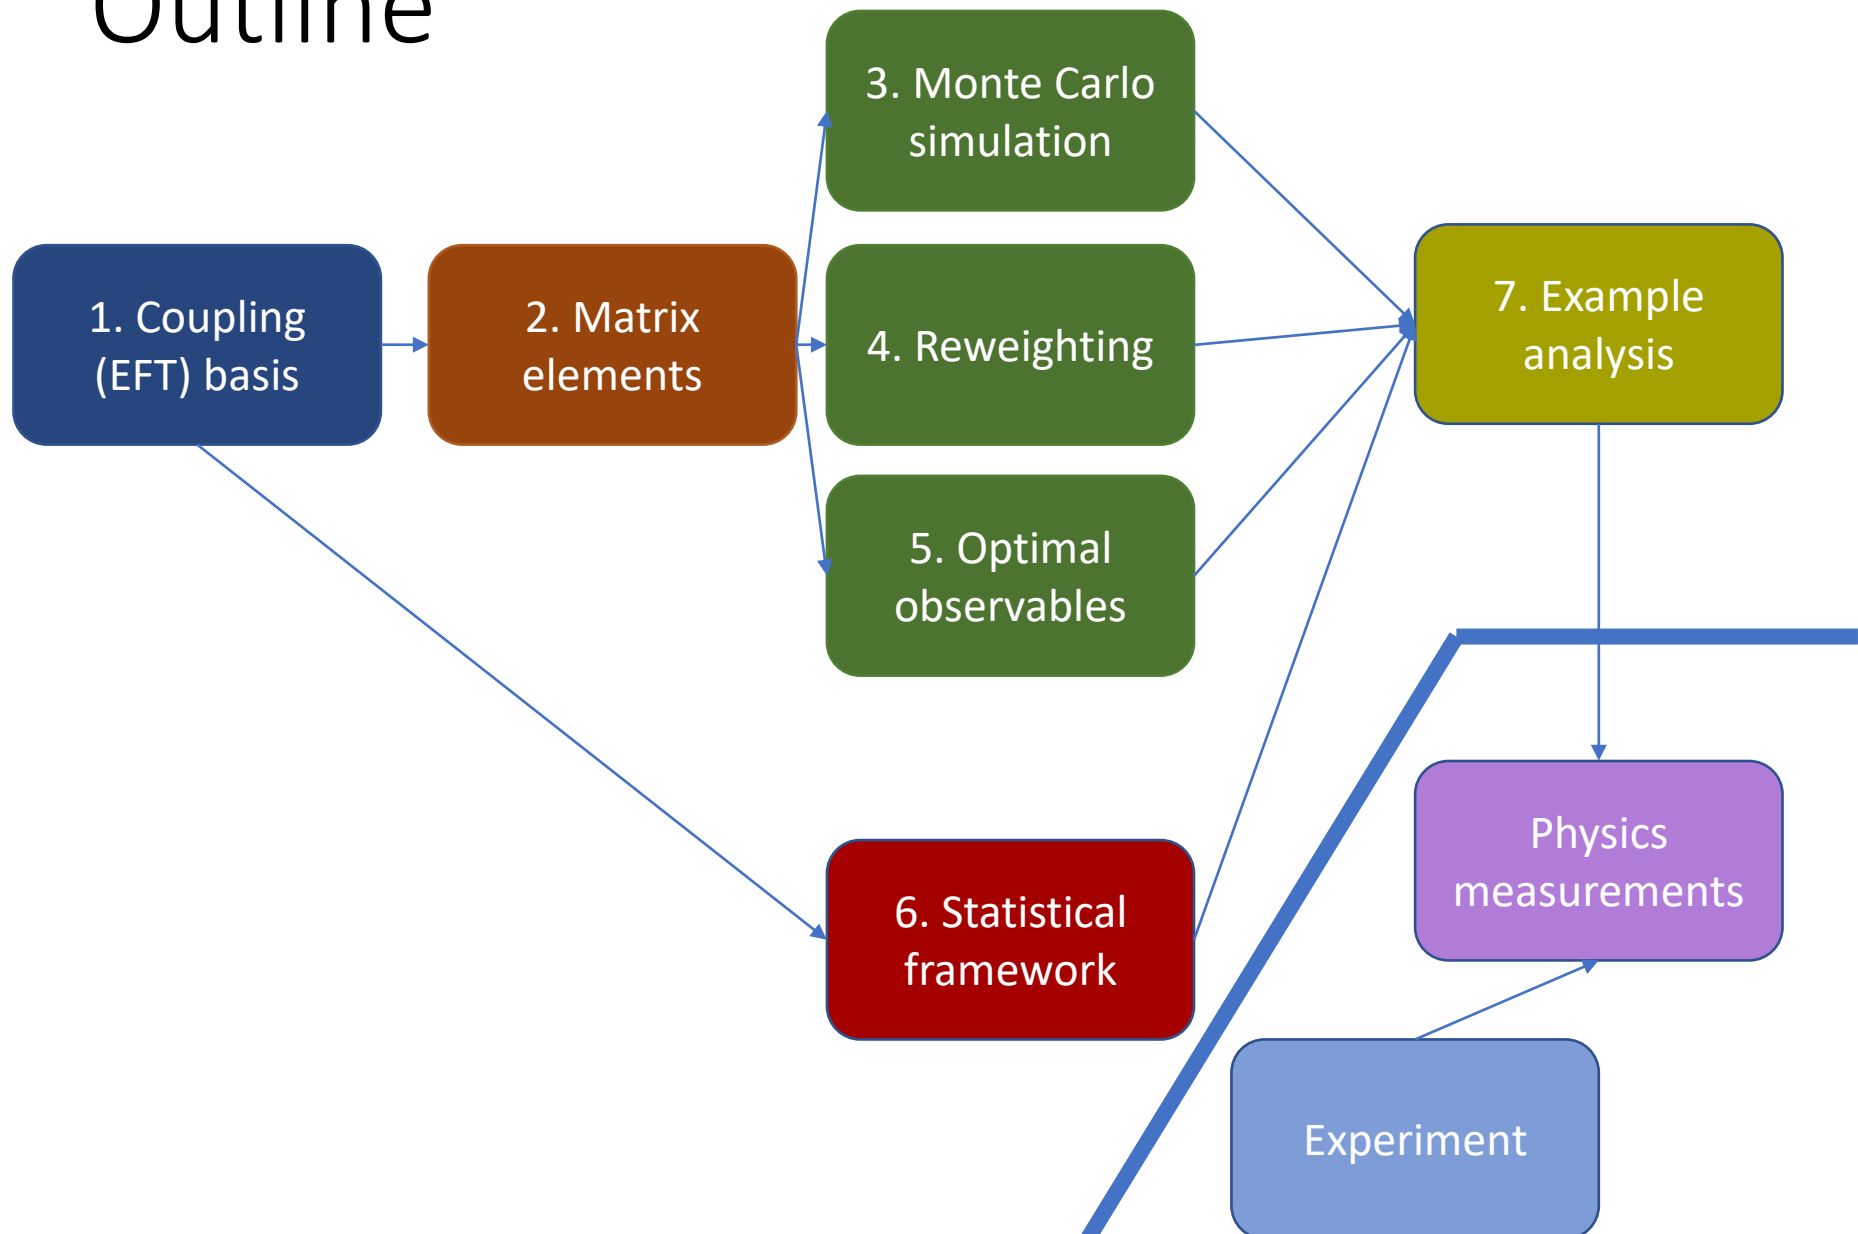 Outline
3. Monte Carlo
simulation
1. Coupling
(EFT) basis
2. Matrix
elements
4. Reweighting
7. Example
analysis
5. Optimal
observables
6. Statistical
framework
Physics
measurements
Experiment